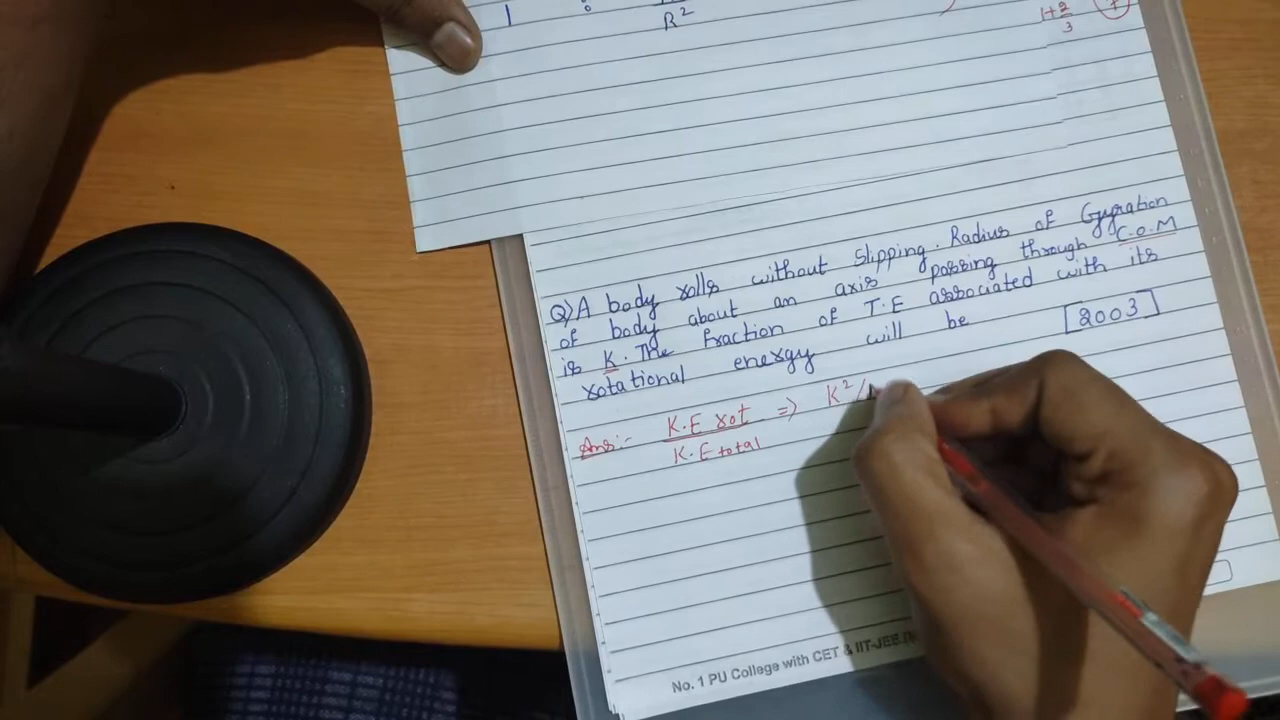 1 : R²
1+2/3
Q) A body rolls without slipping. Radius of Gyration
of body about an axis passing through C.O.M
is K. The fraction of T.E associated with its
rotational energy will be [2003]
Ans:- K.E rot / K.E total => K²/
No. 1 PU College with CET & IIT-JEE